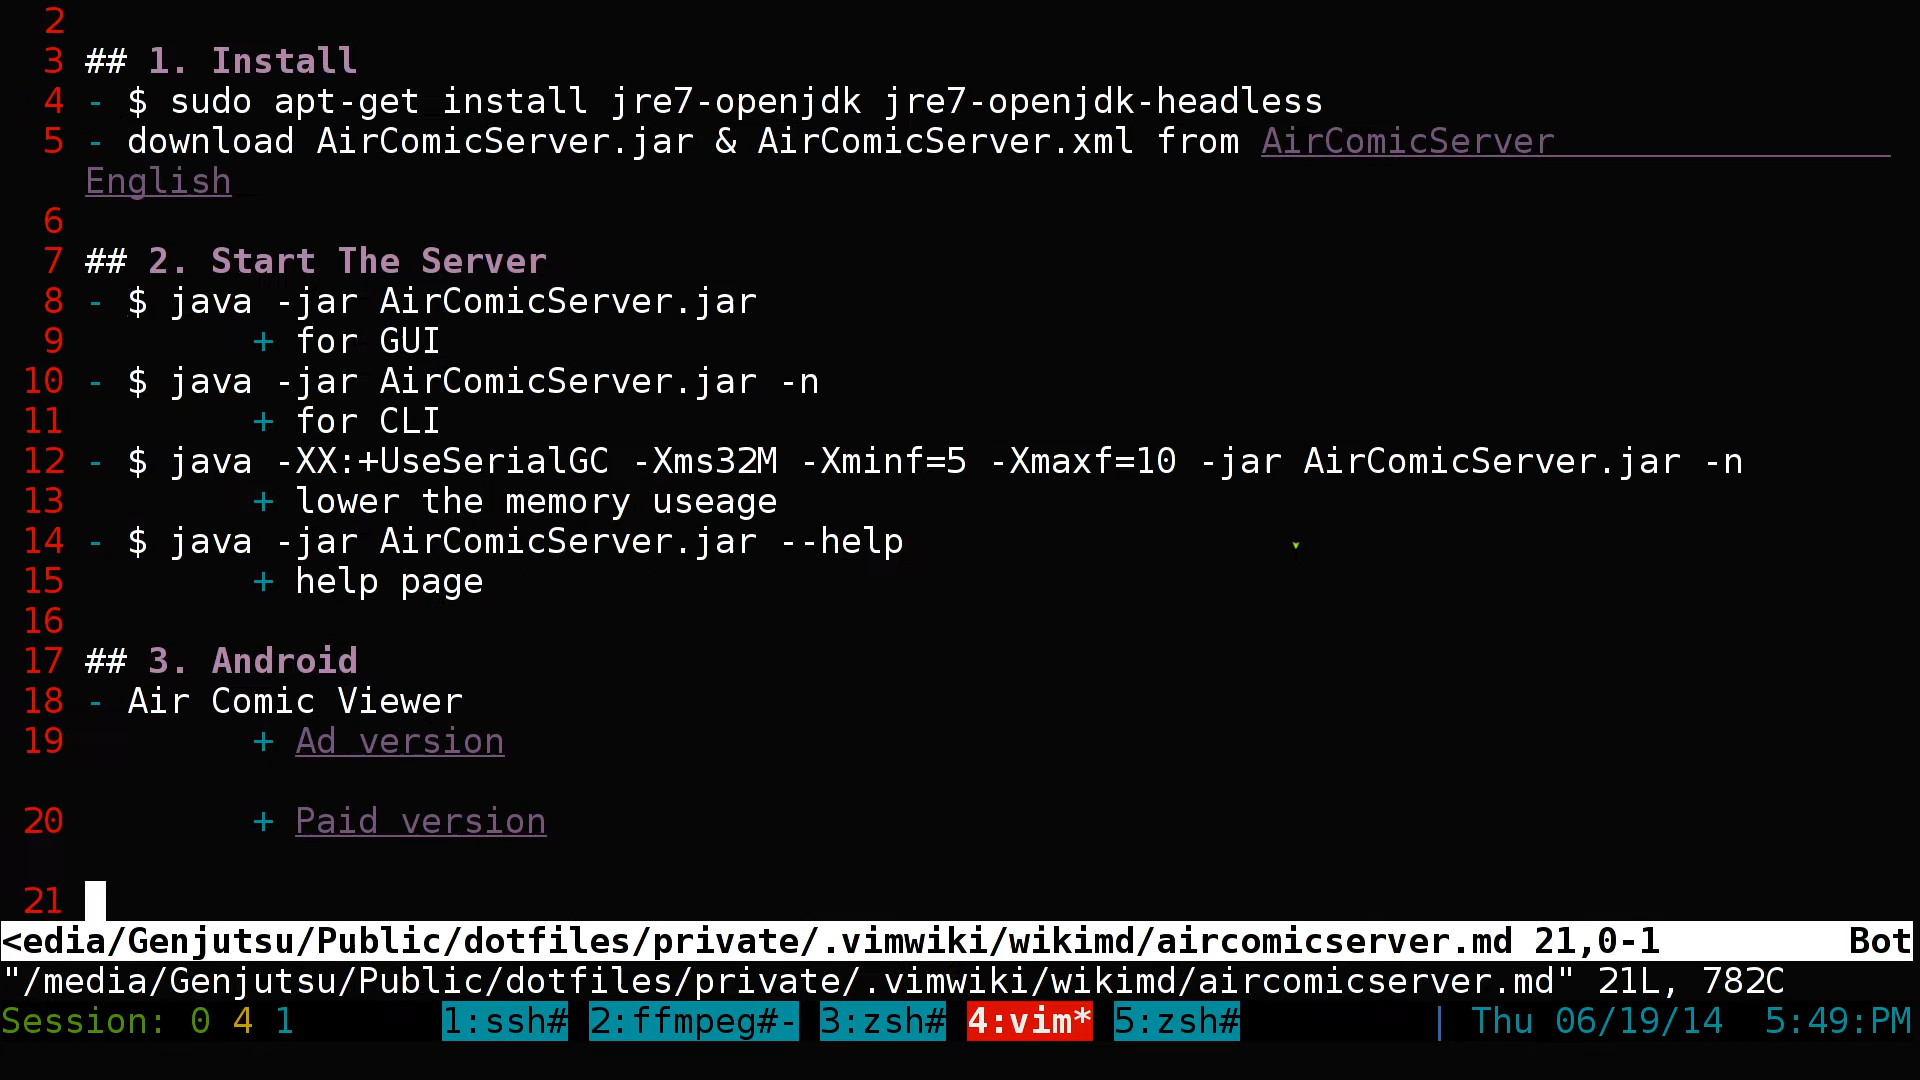 2
3 ## 1. Install
4 - $ sudo apt-get install jre7-openjdk jre7-openjdk-headless
5 - download AirComicServer.jar & AirComicServer.xml from AirComicServer
English
6
7 ## 2. Start The Server
8 - $ java -jar AirComicServer.jar
9 + for GUI
10 - $ java -jar AirComicServer.jar -n
11 + for CLI
12 - $ java -XX:+UseSerialGC -Xms32M -Xminf=5 -Xmaxf=10 -jar AirComicServer.jar -n
13 + lower the memory useage
14 - $ java -jar AirComicServer.jar --help
15 + help page
16
17 ## 3. Android
18 - Air Comic Viewer
19 + Ad version
20 + Paid version
21
<edia/Genjutsu/Public/dotfiles/private/.vimwiki/wikimd/aircomicserver.md 21,0-1 Bot
"/media/Genjutsu/Public/dotfiles/private/.vimwiki/wikimd/aircomicserver.md" 21L, 782C
Session: 0 4 1 1:ssh# 2:ffmpeg#- 3:zsh# 4:vim* 5:zsh# | Thu 06/19/14 5:49:PM